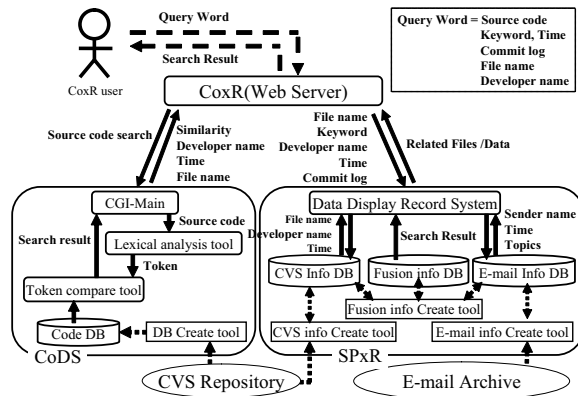 Query Word
Search Result
CoxR user
Query Word = Source code
Keyword, Time
Commit log
File name
Developer name
CoxR(Web Server)
Source code search
Similarity
Developer name
Time
File name
File name
Keyword
Developer name
Time
Commit log
Related Files /Data
CGI-Main
Source code
Lexical analysis tool
Search result
Token
Token compare tool
Code DB
DB Create tool
CoDS
Data Display Record System
File name
Developer name
Time
Search Result
Sender name
Time
Topics
CVS Info DB
Fusion info DB
E-mail Info DB
Fusion info Create tool
CVS info Create tool
E-mail info Create tool
SPxR
CVS Repository
E-mail Archive